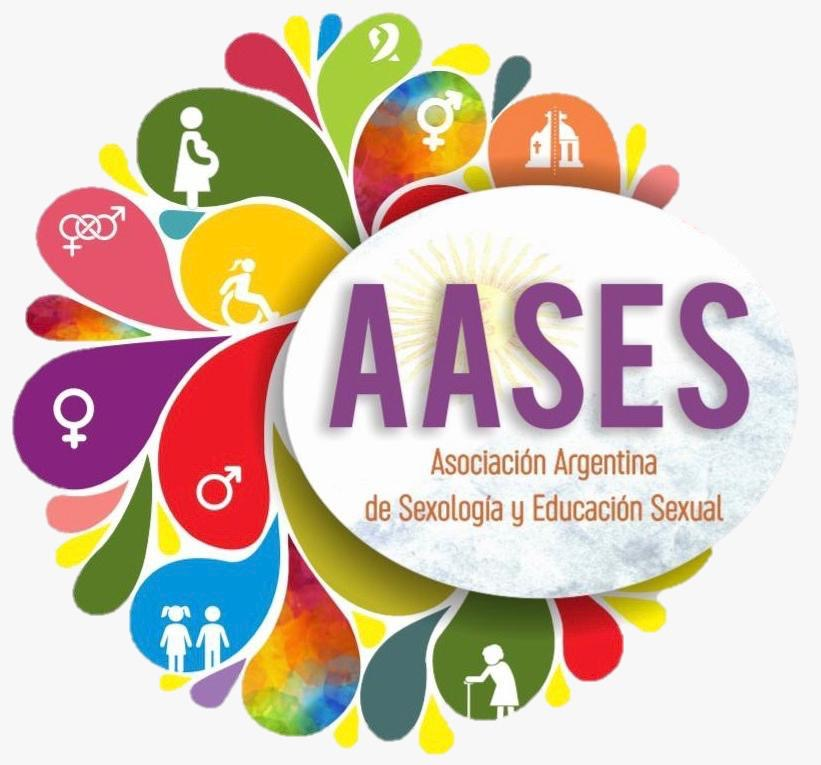 AASES
Asociación Argentina
de Sexología y Educación Sexual